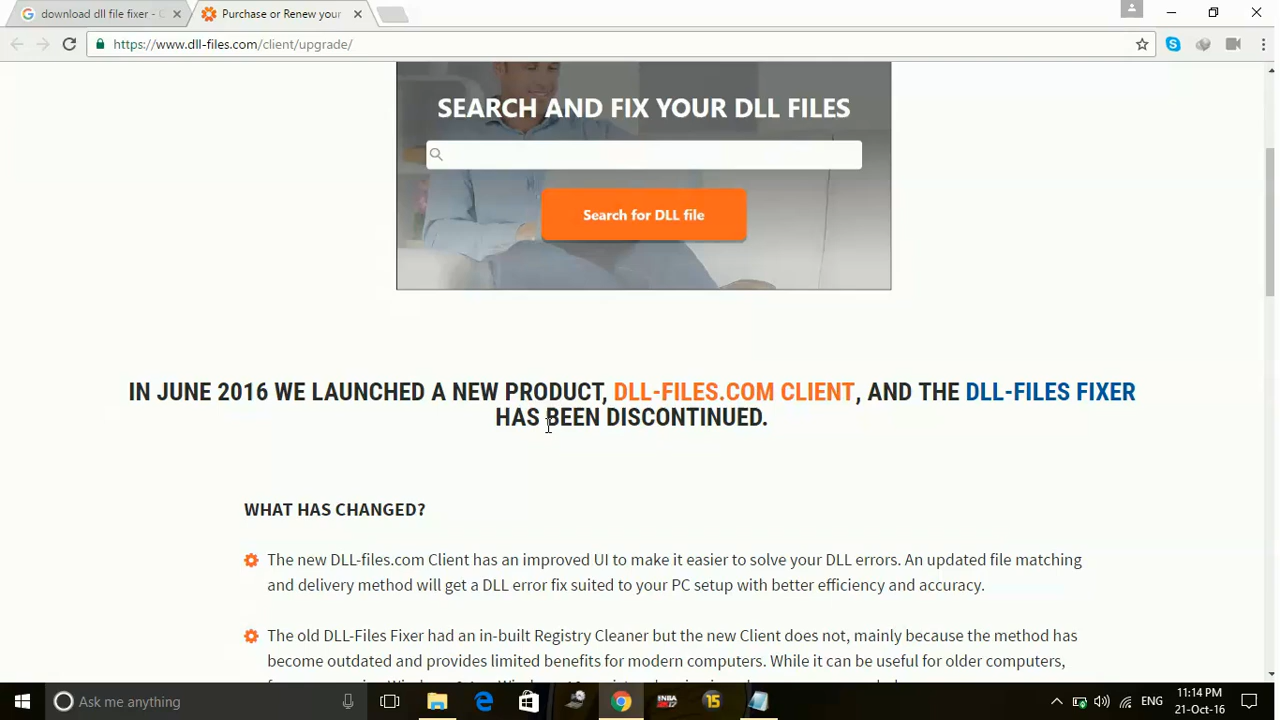 download dll file fixer - G
Purchase or Renew your
https://www.dll-files.com/client/upgrade/
SEARCH AND FIX YOUR DLL FILES
Search for DLL file
IN JUNE 2016 WE LAUNCHED A NEW PRODUCT, DLL-FILES.COM CLIENT, AND THE DLL-FILES FIXER
HAS BEEN DISCONTINUED.
WHAT HAS CHANGED?
The new DLL-files.com Client has an improved UI to make it easier to solve your DLL errors. An updated file matching
and delivery method will get a DLL error fix suited to your PC setup with better efficiency and accuracy.
The old DLL-Files Fixer had an in-built Registry Cleaner but the new Client does not, mainly because the method has
become outdated and provides limited benefits for modern computers. While it can be useful for older computers,
Ask me anything
ENG
11:14 PM
21-Oct-16